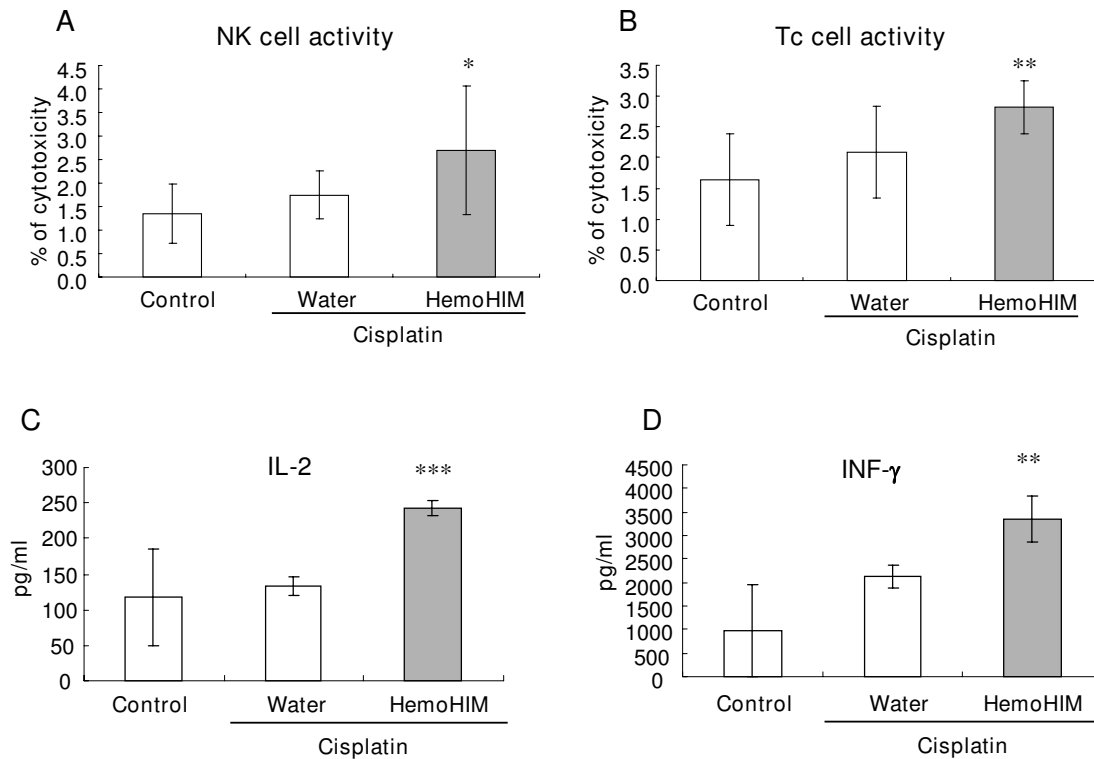 A
NK cell activity
*
% of cytotoxicity
4.5
4.0
3.5
3.0
2.5
2.0
1.5
1.0
0.5
0.0
Control Water HemoHIM
Cisplatin
B
Tc cell activity
**
% of cytotoxicity
3.5
3.0
2.5
2.0
1.5
1.0
0.5
0.0
Control Water HemoHIM
Cisplatin
C
IL-2
***
pg/ml
300
250
200
150
100
50
0
Control Water HemoHIM
Cisplatin
D
INF-γ
**
pg/ml
4500
4000
3500
3000
2500
2000
1500
1000
500
0
Control Water HemoHIM
Cisplatin